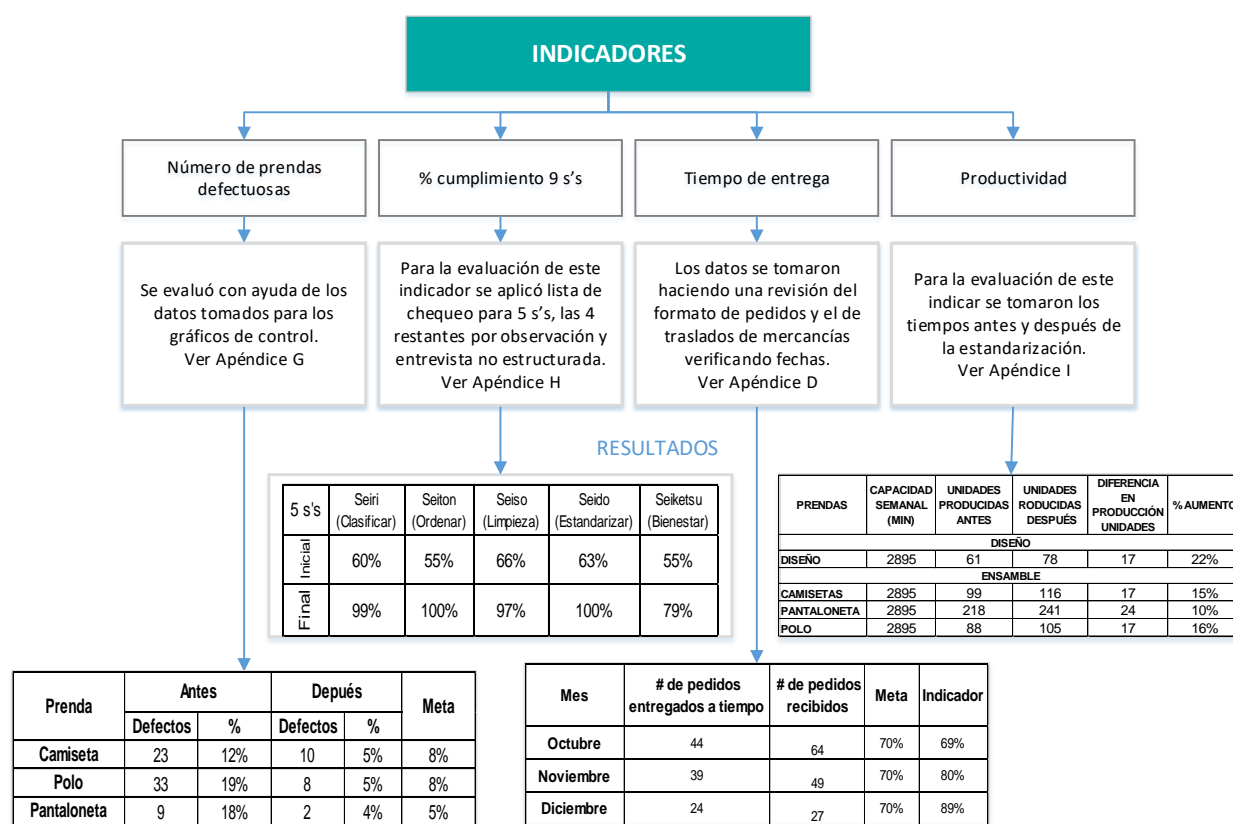 INDICADORES
Número de prendas
defectuosas
% cumplimiento 9 s's
Tiempo de entrega
Productividad
Se evaluó con ayuda de los
datos tomados para los
gráficos de control.
Ver Apéndice G
Para la evaluación de este
indicador se aplicó lista de
chequeo para 5 s's, las 4
restantes por observación y
entrevista no estructurada.
Ver Apéndice H
Los datos se tomaron
haciendo una revisión del
formato de pedidos y el de
traslados de mercancías
verificando fechas.
Ver Apéndice D
Para la evaluación de este
indicar se tomaron los
tiempos antes y después de
la estandarización.
Ver Apéndice I
RESULTADOS
5 s's Seiri (Clasificar) Seiton (Ordenar) Seiso (Limpieza) Seido (Estandarizar) Seiketsu (Bienestar)
Inicial 60% 55% 66% 63% 55%
Final 99% 100% 97% 100% 79%
PRENDAS CAPACIDAD SEMANAL (MIN) UNIDADES PRODUCIDAS ANTES UNIDADES RODUCIDAS DESPUÉS DIFERENCIA EN PRODUCCIÓN UNIDADES % AUMENTO
DISEÑO
DISEÑO 2895 61 78 17 22%
ENSAMBLE
CAMISETAS 2895 99 116 17 15%
PANTALONETA 2895 218 241 24 10%
POLO 2895 88 105 17 16%
Prenda Antes Depués Meta
Defectos % Defectos %
Camiseta 23 12% 10 5% 8%
Polo 33 19% 8 5% 8%
Pantaloneta 9 18% 2 4% 5%
Mes # de pedidos entregados a tiempo # de pedidos recibidos Meta Indicador
Octubre 44 64 70% 69%
Noviembre 39 49 70% 80%
Diciembre 24 27 70% 89%